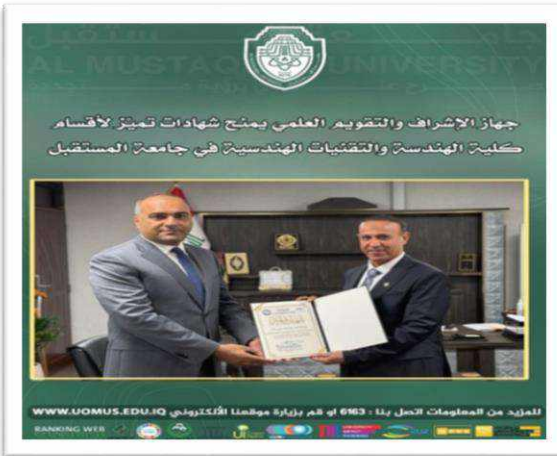 AL MUSTAQBAL UNIVERSITY
جهاز الإشراف والتقويم العلمي يمنح شهادات تميّز لأقسام
كلية الهندسة والتقنيات الهندسية في جامعة المستقبل
للمزيد من المعلومات اتصل بنا : 6163 او قم بزيارة موقعنا الألكتروني WWW.UOMUS.EDU.IQ
RANKING WEB